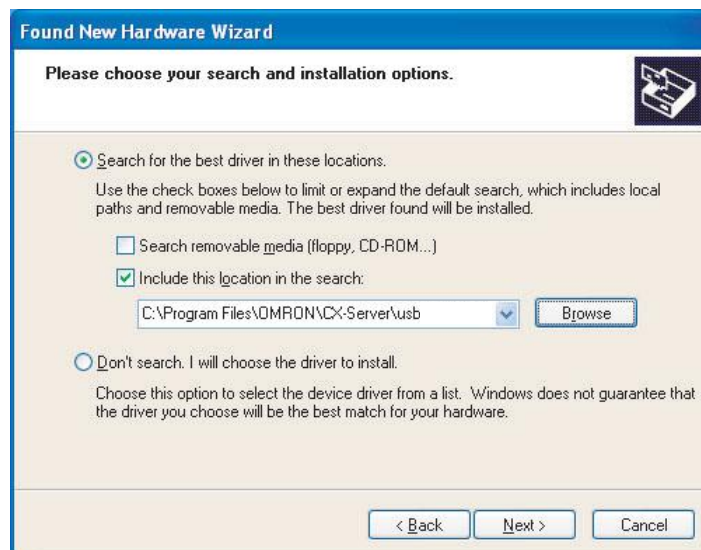 Found New Hardware Wizard
Please choose your search and installation options.
Search for the best driver in these locations.
Use the check boxes below to limit or expand the default search, which includes local
paths and removable media. The best driver found will be installed.
Search removable media (floppy, CD-ROM...)
Include this location in the search:
C:\Program Files\OMRON\CX-Server\usb
Browse
Don't search. I will choose the driver to install.
Choose this option to select the device driver from a list. Windows does not guarantee that
the driver you choose will be the best match for your hardware.
< Back Next > Cancel